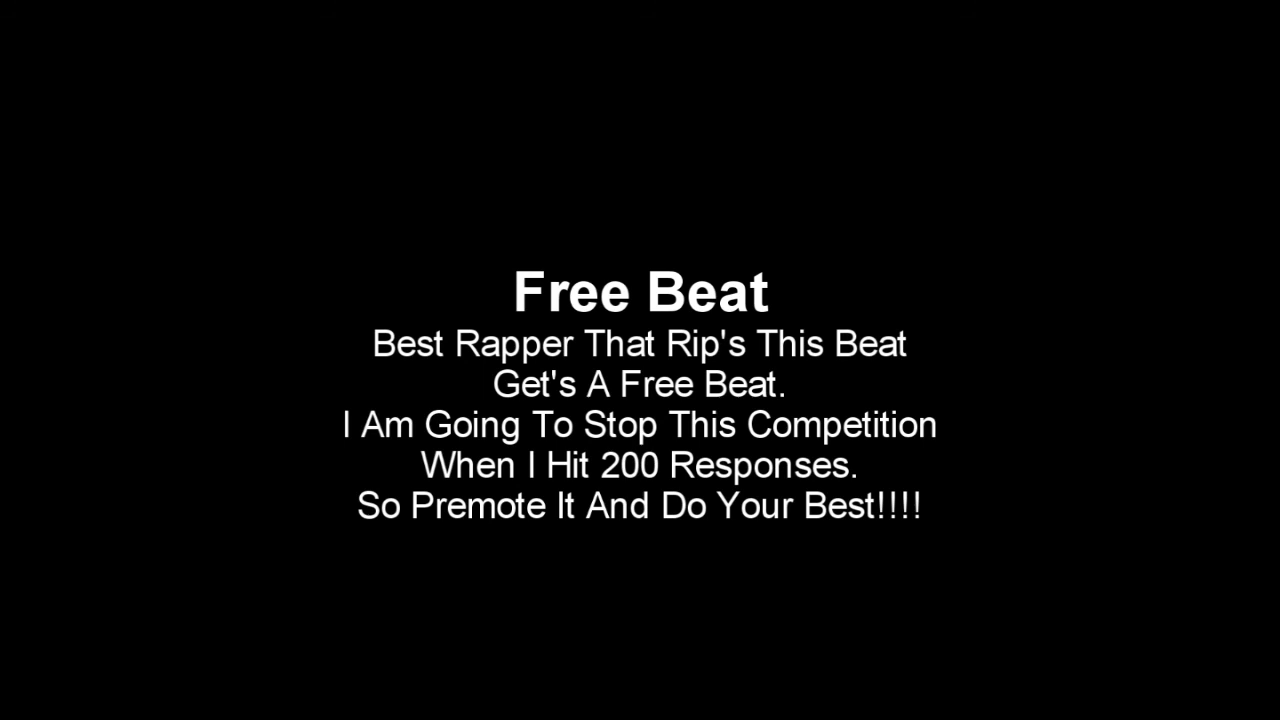 Free Beat
Best Rapper That Rip's This Beat
Get's A Free Beat.
I Am Going To Stop This Competition
When I Hit 200 Responses.
So Premote It And Do Your Best!!!!